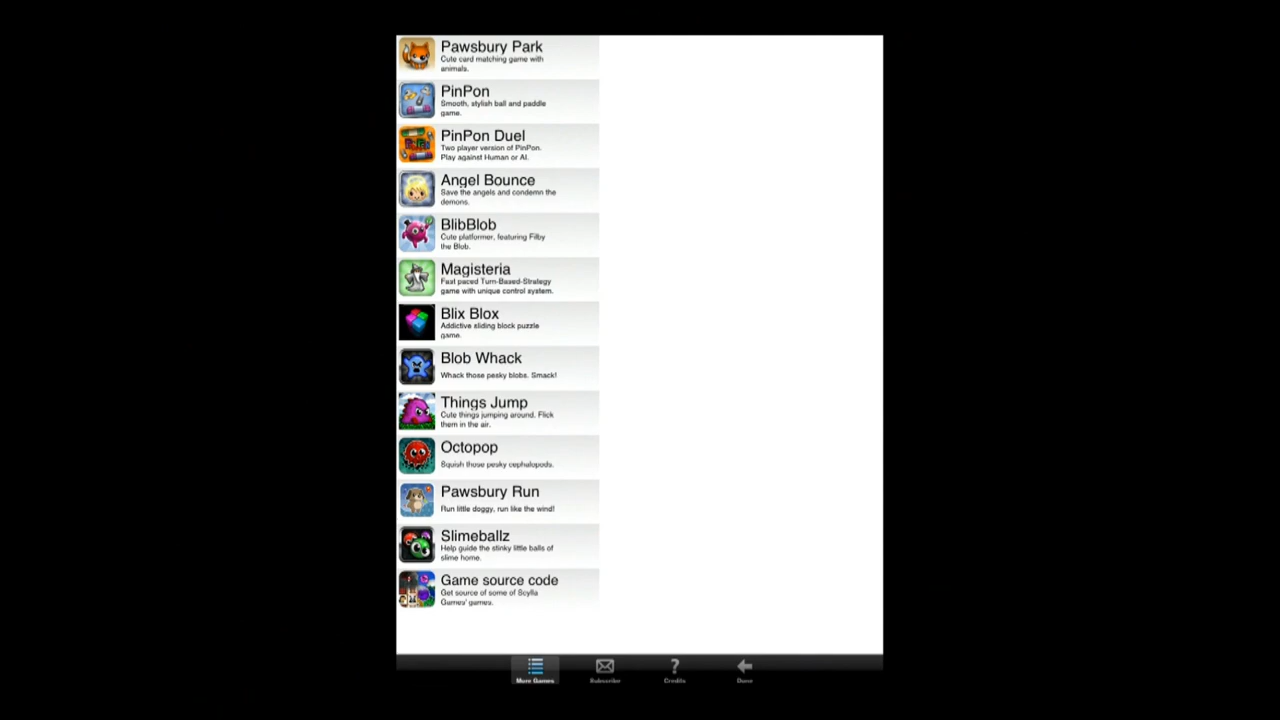 Pawsbury Park
Cute card matching game with
animals.
PinPon
Smooth, stylish ball and paddle
game.
PinPon Duel
Two player version of PinPon.
Play against Human or AI.
Angel Bounce
Save the angels and condemn the
demons.
BlibBlob
Cute platformer, featuring Filby
the Blob.
Magisteria
Fast paced Turn-Based-Strategy
game with unique control system.
Blix Blox
Addictive sliding block puzzle
game.
Blob Whack
Whack those pesky blobs. Smack!
Things Jump
Cute things jumping around. Flick
them in the air.
Octopop
Squish those pesky cephalopods.
Pawsbury Run
Run little doggy, run like the wind!
Slimeballz
Help guide the stinky little balls of
slime home.
Game source code
Get source of some of Scylla
Games' games.
More Games
Subscribe
Credits
Done